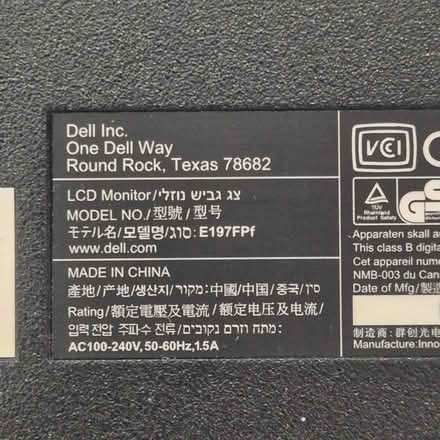 Dell Inc.
One Dell Way
Round Rock, Texas 78682
LCD Monitor/צג גביש נוזלי
MODEL NO./型號/型号
モデル名/모델명/סוג: E197FPf
www.dell.com
MADE IN CHINA
產地/产地/생산지/מקור:中國/中国/중국/סין
Rating/額定電壓及電流/额定电压及电流/
입력 전압 주파수 전류/מתח וזרם נקובים:
AC100-240V, 50-60Hz,1.5A
VCI
TÜV
Rheinland
Product Safety
GS
Apparaten skall an
This class B digital
Cet appareil numé
NMB-003 du Can
Date of Mfg/製造
制造商:群创光电
Manufacture:Inno